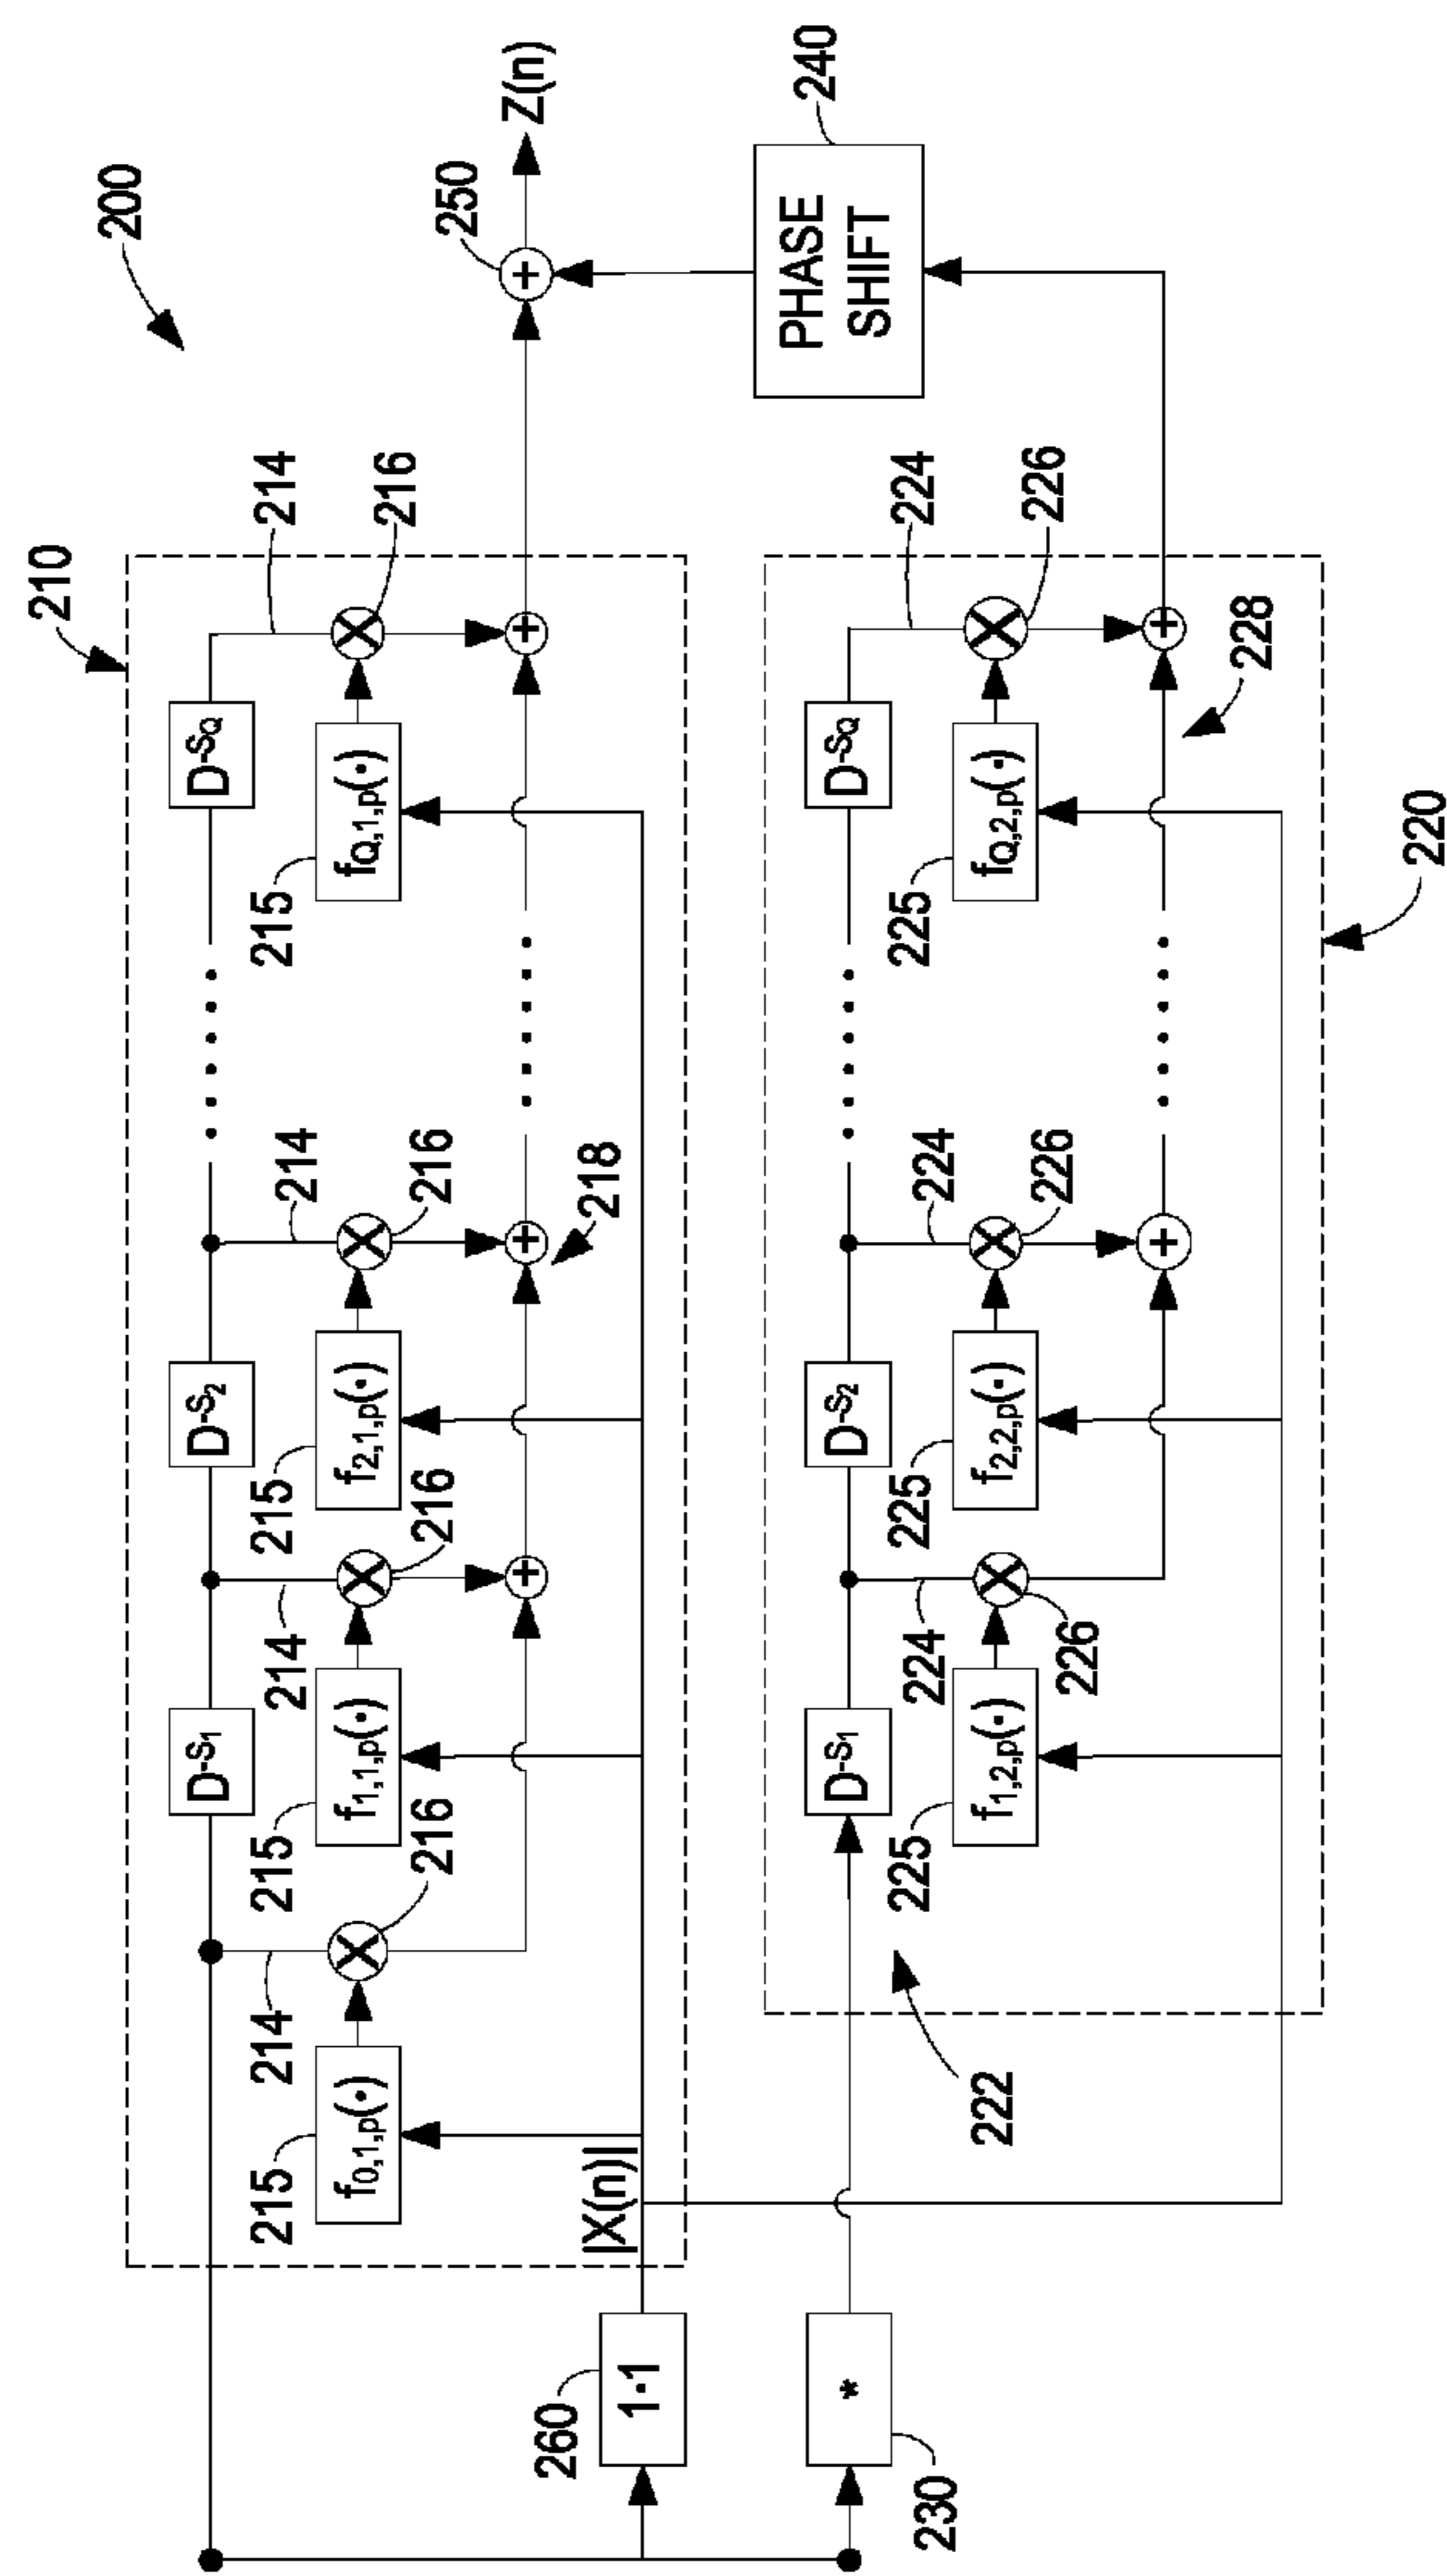 200
210
214
214
214
214
216
216
216
216
D-S1
D-S2
D-SQ
215
215
215
215
f0,1,p(·)
f1,1,p(·)
f2,1,p(·)
fQ,1,p(·)
218
+
+
+
+
250
Z(n)
|X(n)|
260
1·1
230
*
222
D-S1
D-S2
D-SQ
224
224
224
225
225
225
f1,2,p(·)
f2,2,p(·)
fQ,2,p(·)
226
226
226
+
+
228
220
PHASE
SHIFT
240